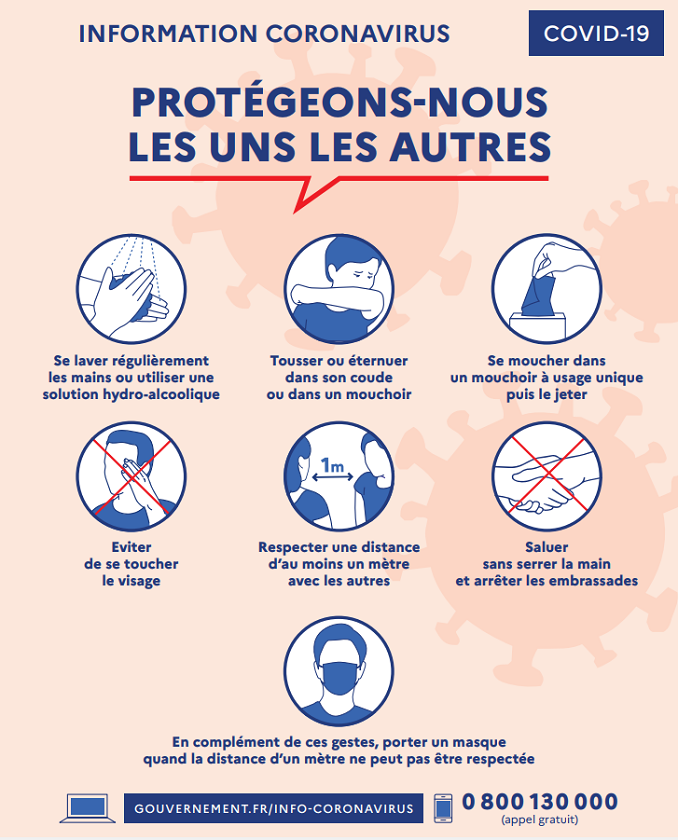 INFORMATION CORONAVIRUS
COVID-19
PROTÉGEONS-NOUS
LES UNS LES AUTRES
Se laver régulièrement
les mains ou utiliser une
solution hydro-alcoolique
Tousser ou éternuer
dans son coude
ou dans un mouchoir
Se moucher dans
un mouchoir à usage unique
puis le jeter
Eviter
de se toucher
le visage
1m
Respecter une distance
d'au moins un mètre
avec les autres
Saluer
sans serrer la main
et arrêter les embrassades
En complément de ces gestes, porter un masque
quand la distance d'un mètre ne peut pas être respectée
GOUVERNEMENT.FR/INFO-CORONAVIRUS
0 800 130 000
(appel gratuit)